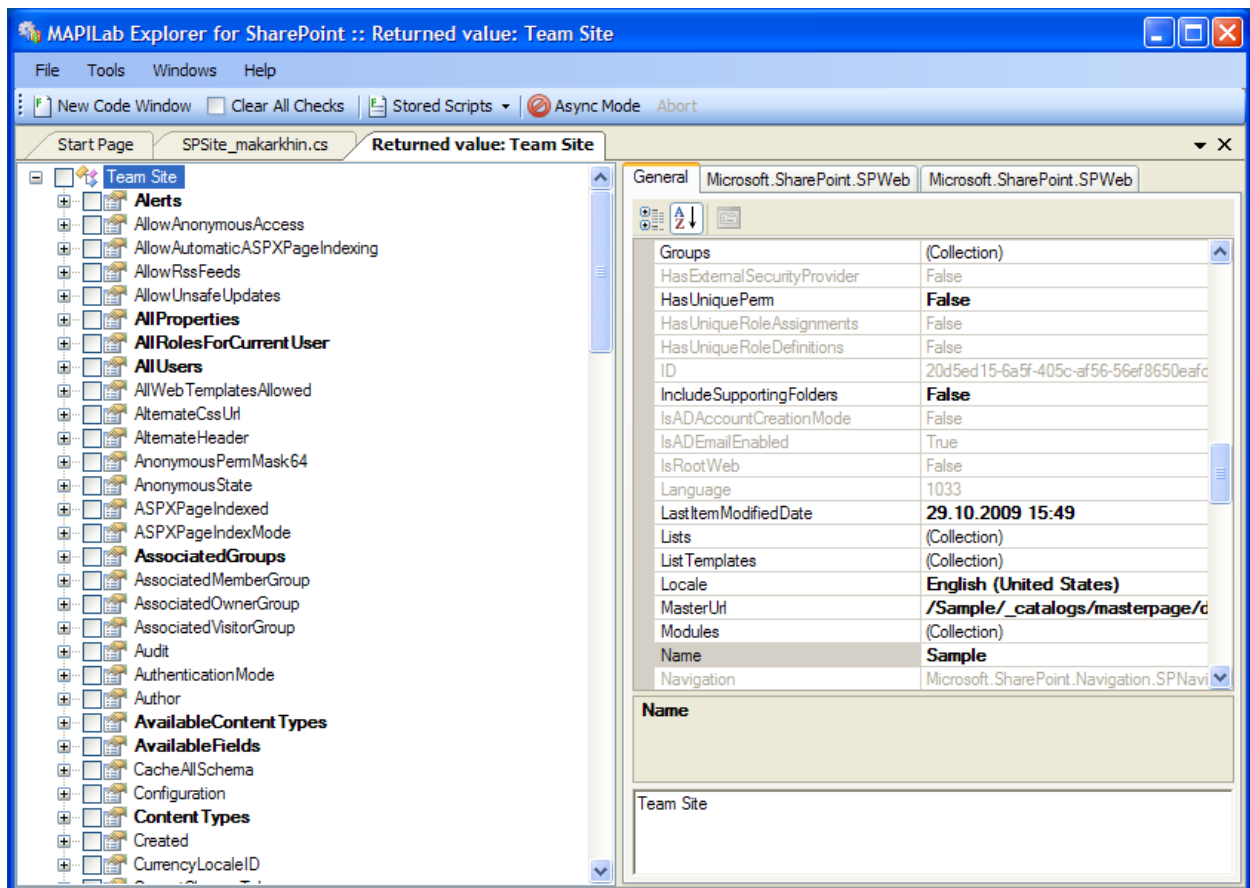 MAPILab Explorer for SharePoint :: Returned value: Team Site
File Tools Windows Help
New Code Window Clear All Checks Stored Scripts Async Mode Abort
Start Page SPSite_makarkhin.cs Returned value: Team Site
Team Site
Alerts
AllowAnonymousAccess
AllowAutomaticASPXPageIndexing
AllowRssFeeds
AllowUnsafeUpdates
AllProperties
AllRolesForCurrentUser
AllUsers
AllWebTemplatesAllowed
AlternateCssUrl
AlternateHeader
AnonymousPermMask64
AnonymousState
ASPXPageIndexed
ASPXPageIndexMode
AssociatedGroups
AssociatedMemberGroup
AssociatedOwnerGroup
AssociatedVisitorGroup
Audit
AuthenticationMode
Author
AvailableContentTypes
AvailableFields
CacheAllSchema
Configuration
ContentTypes
Created
CurrencyLocaleID
General Microsoft.SharePoint.SPWeb Microsoft.SharePoint.SPWeb
Groups (Collection)
HasExternalSecurityProvider False
HasUniquePerm False
HasUniqueRoleAssignments False
HasUniqueRoleDefinitions False
ID 20d5ed15-6a5f-405c-af56-56ef8650eafc
IncludeSupportingFolders False
IsADAccountCreationMode False
IsADEmailEnabled True
IsRootWeb False
Language 1033
LastItemModifiedDate 29.10.2009 15:49
Lists (Collection)
ListTemplates (Collection)
Locale English (United States)
MasterUrl /Sample/_catalogs/masterpage/d
Modules (Collection)
Name Sample
Navigation Microsoft.SharePoint.Navigation.SPNavi
Name
Team Site